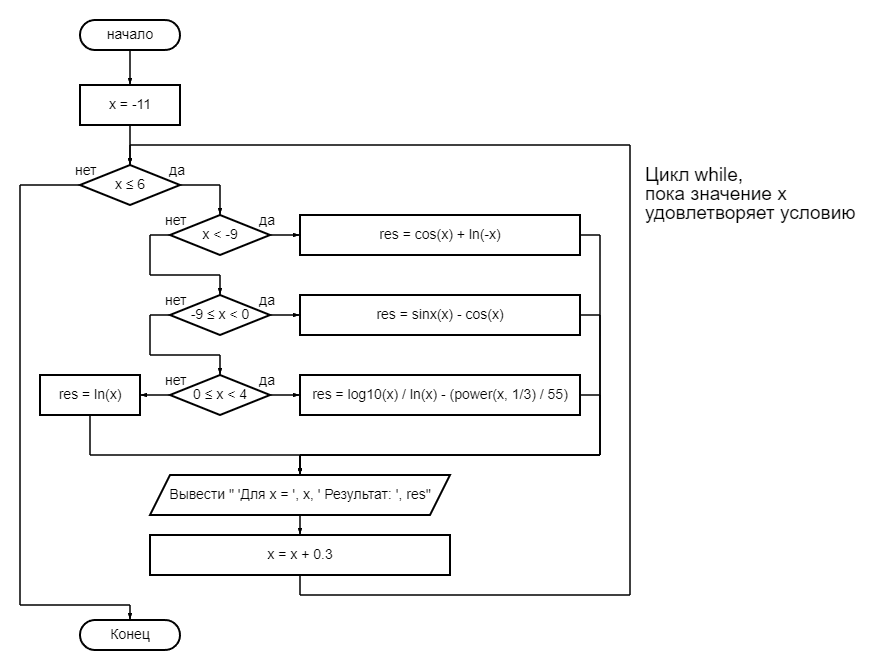 начало
x = -11
нет
да
x ≤ 6
Цикл while,
пока значение x
удовлетворяет условию
нет
да
x < -9
res = cos(x) + ln(-x)
нет
да
-9 ≤ x < 0
res = sinx(x) - cos(x)
нет
да
res = ln(x)
0 ≤ x < 4
res = log10(x) / ln(x) - (power(x, 1/3) / 55)
Вывести " 'Для x = ', x, ' Результат: ', res"
x = x + 0.3
Конец